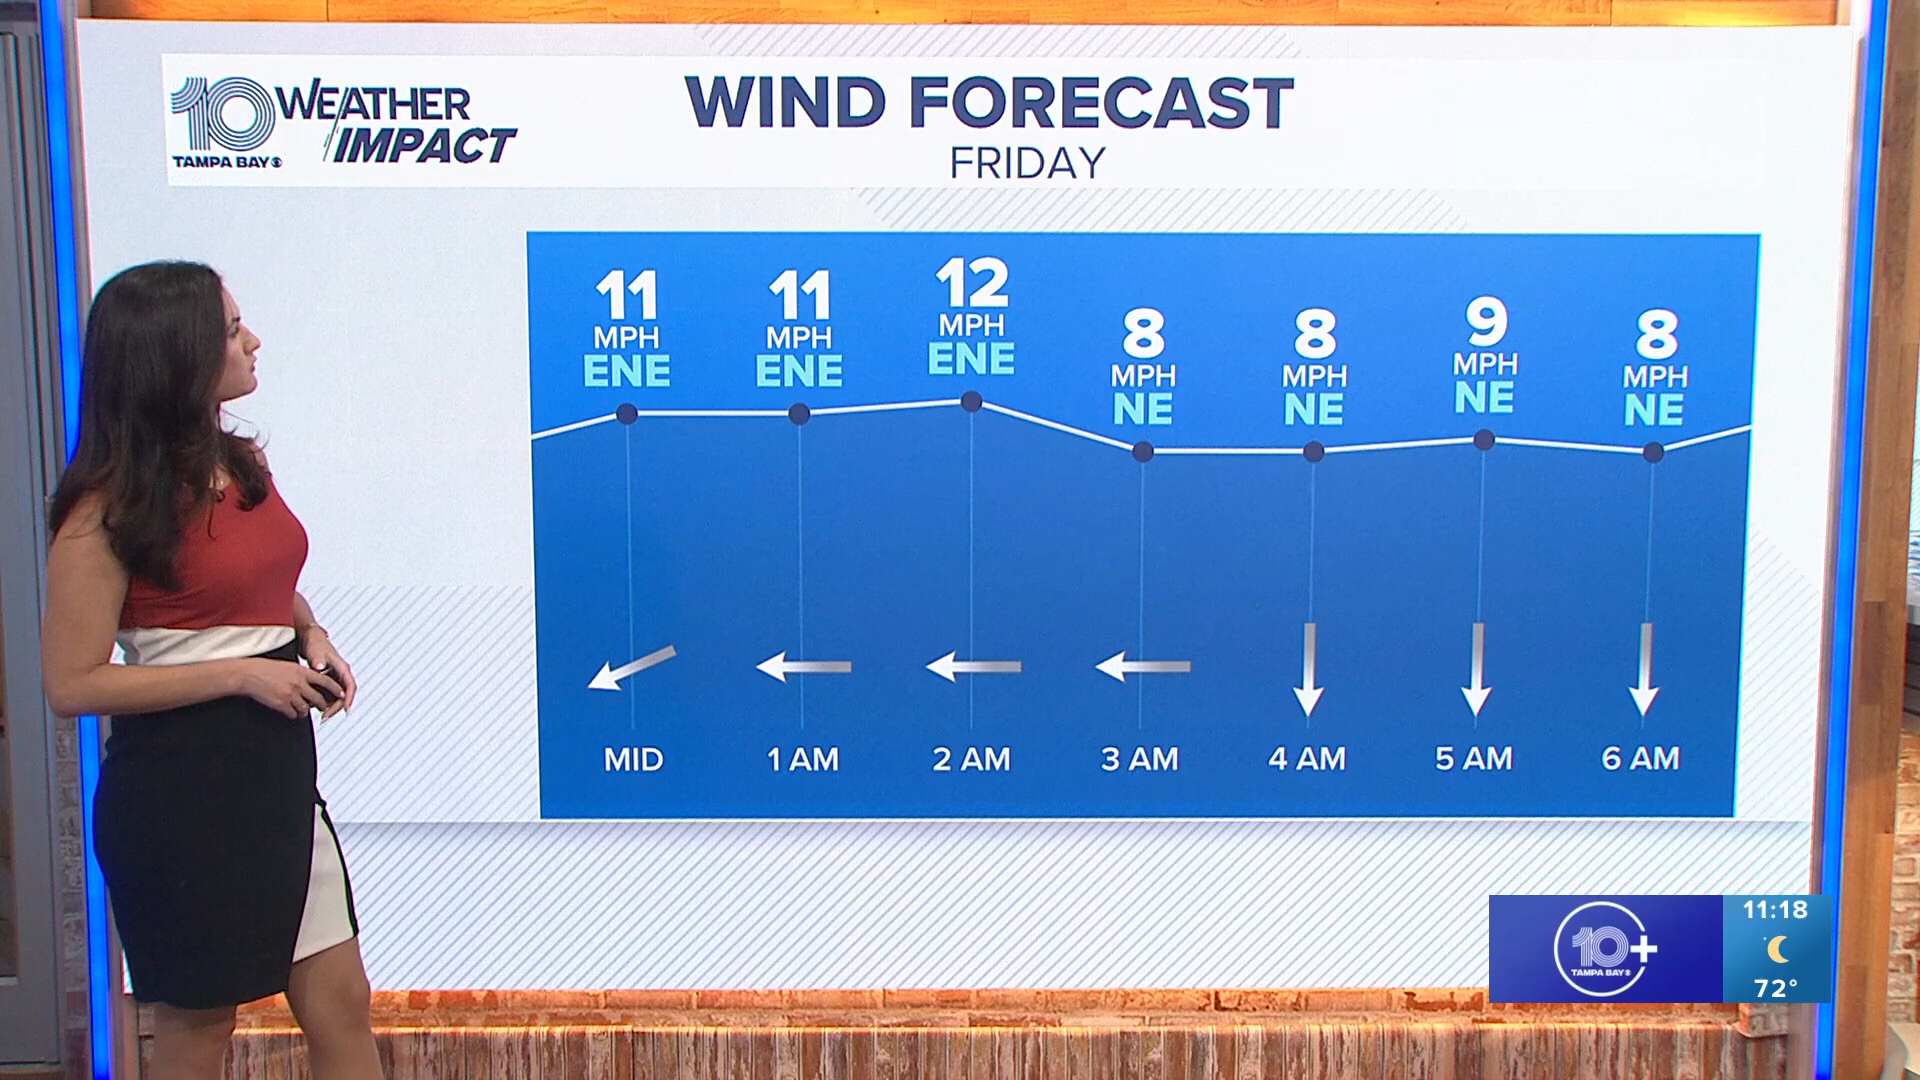 10 WEATHER
IMPACT
TAMPA BAY
WIND FORECAST
FRIDAY
11
MPH
ENE
11
MPH
ENE
12
MPH
ENE
8
MPH
NE
8
MPH
NE
9
MPH
NE
8
MPH
NE
MID
1 AM
2 AM
3 AM
4 AM
5 AM
6 AM
10+
TAMPA BAY
11:18
72°